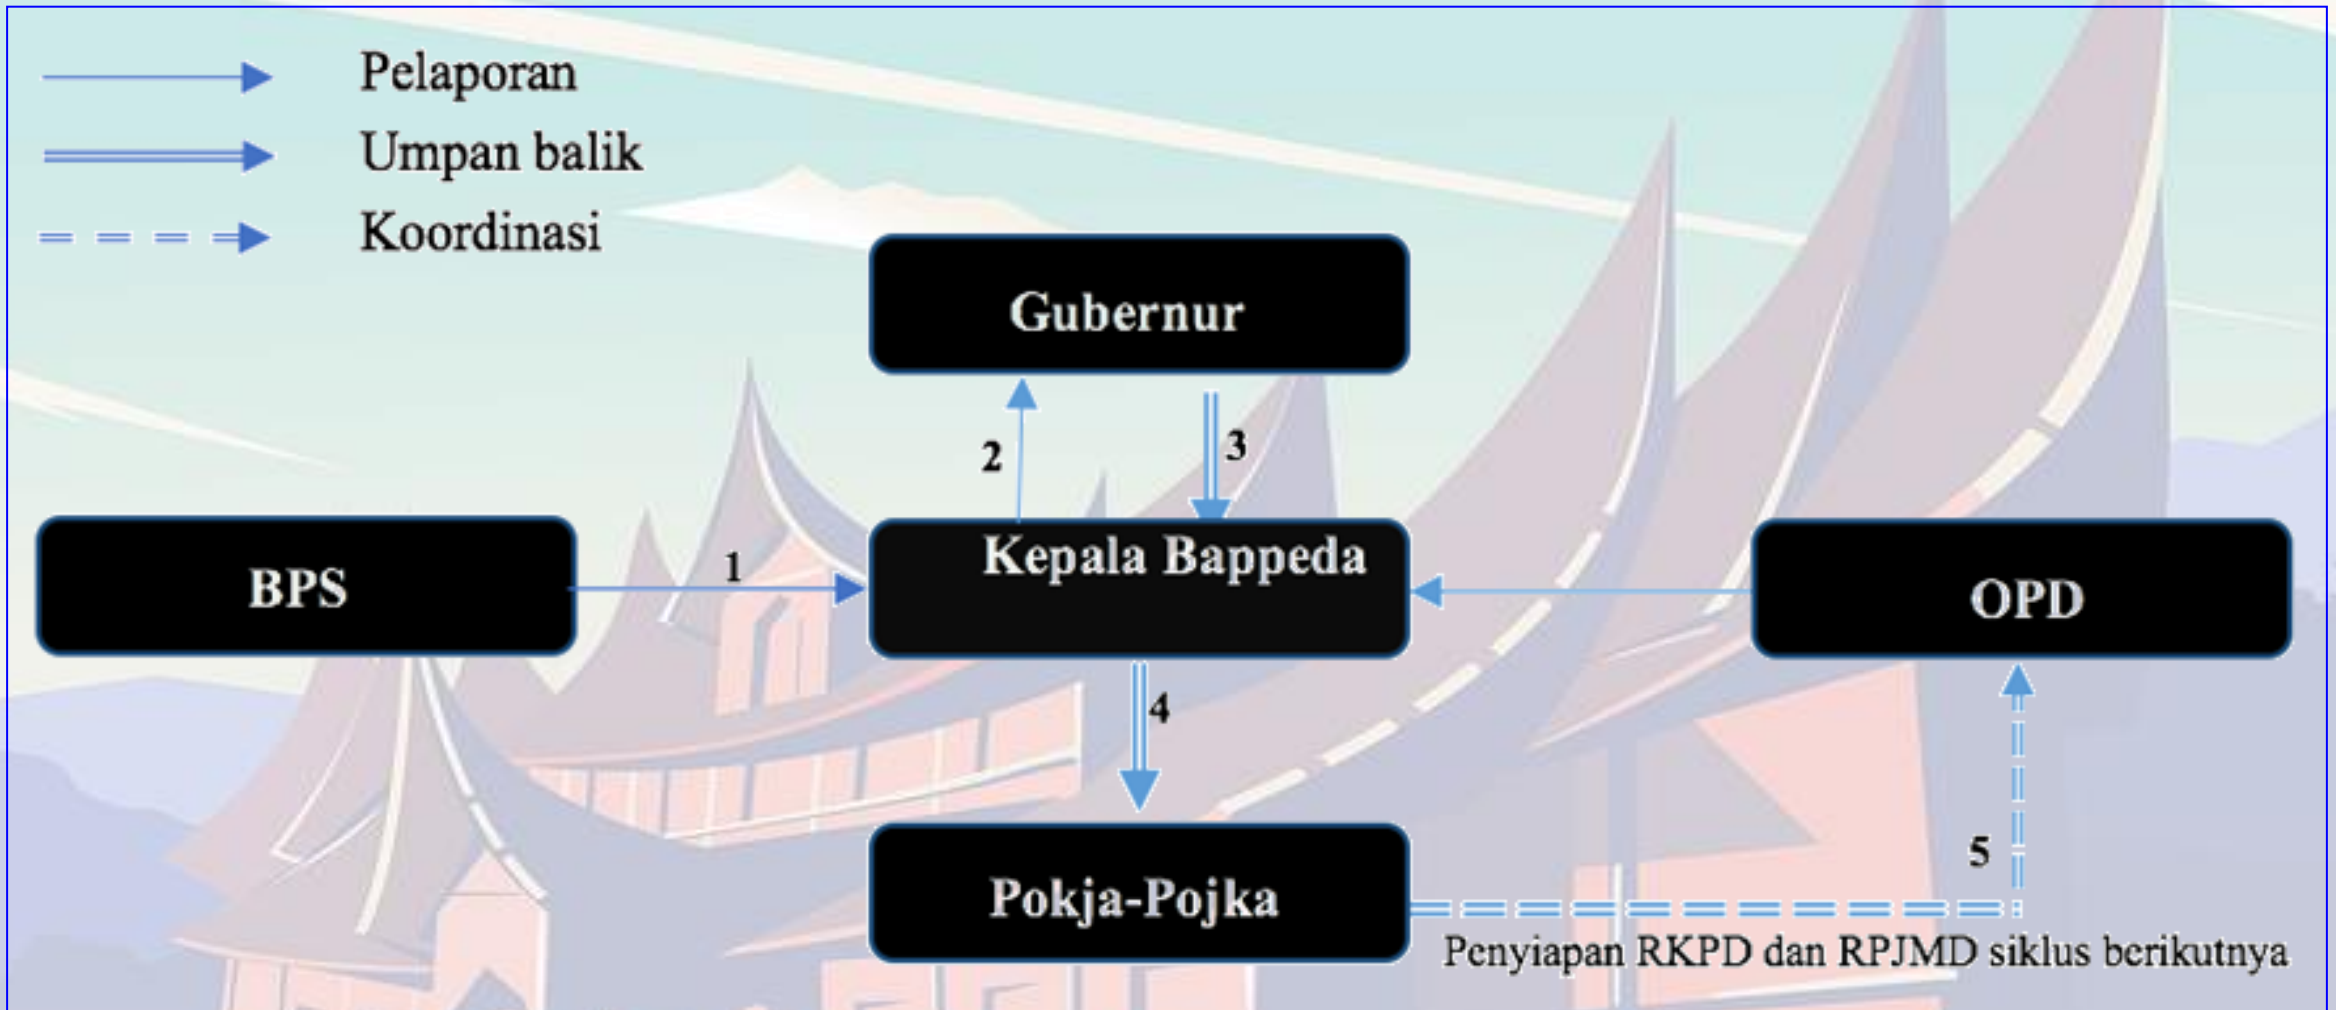 Pelaporan
Umpan balik
Koordinasi
Gubernur
2
3
BPS
1
Kepala Bappeda
OPD
4
Pokja-Pojka
5
Penyiapan RKPD dan RPJMD siklus berikutnya